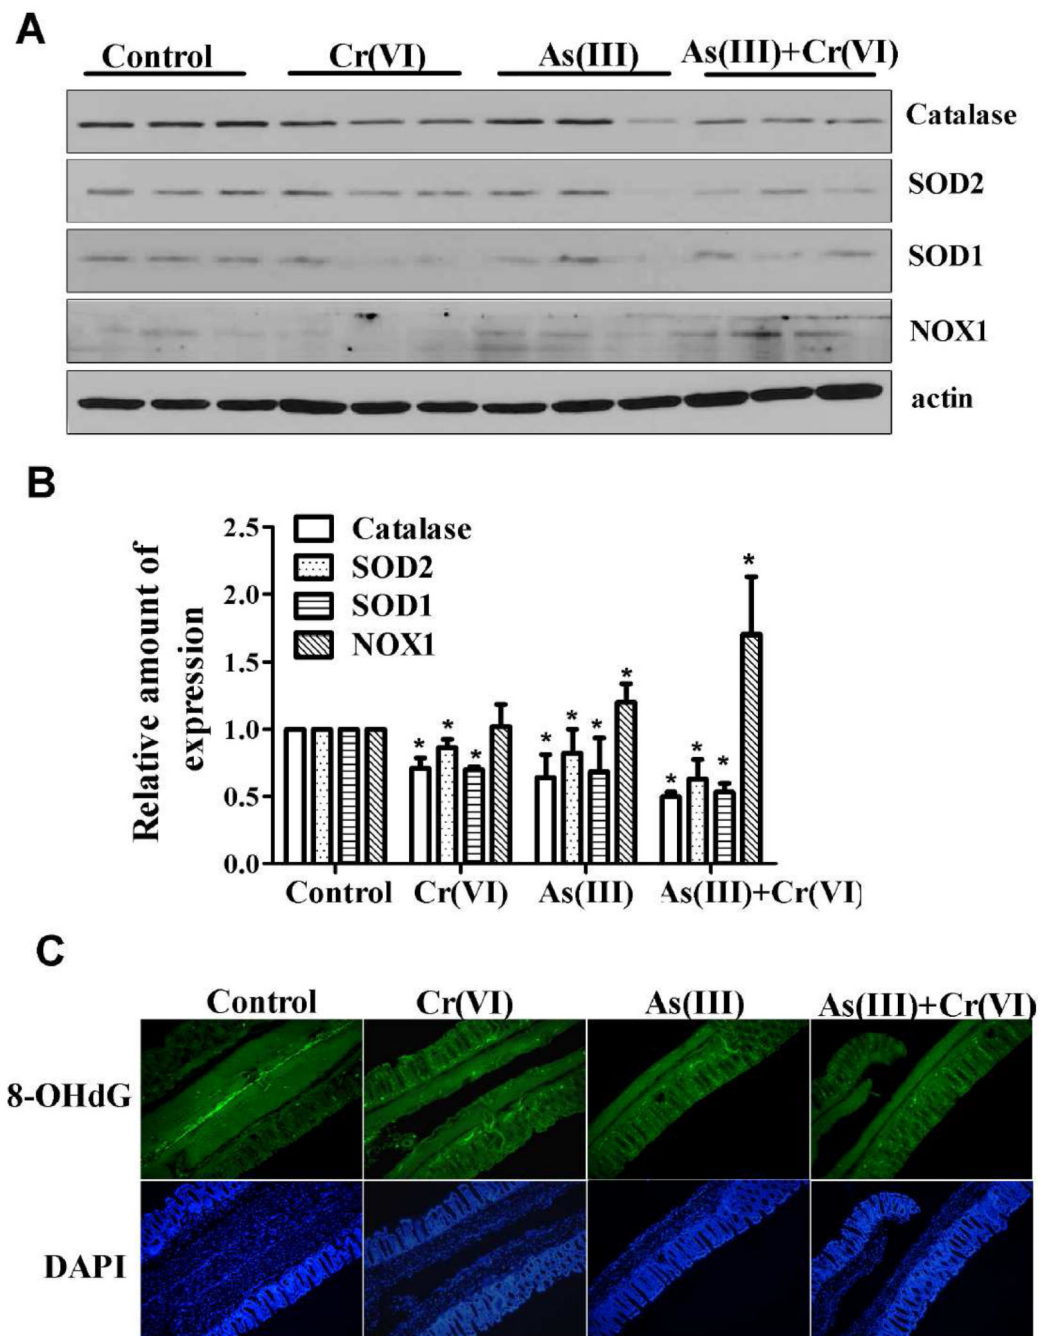 A
Control Cr(VI) As(III) As(III)+Cr(VI)
Catalase
SOD2
SOD1
NOX1
actin
B
Relative amount of
expression
2.5
2.0
1.5
1.0
0.5
0.0
Catalase
SOD2
SOD1
NOX1
* * *
* * * *
* * * *
Control Cr(VI) As(III) As(III)+Cr(VI)
C
Control Cr(VI) As(III) As(III)+Cr(VI)
8-OHdG
DAPI